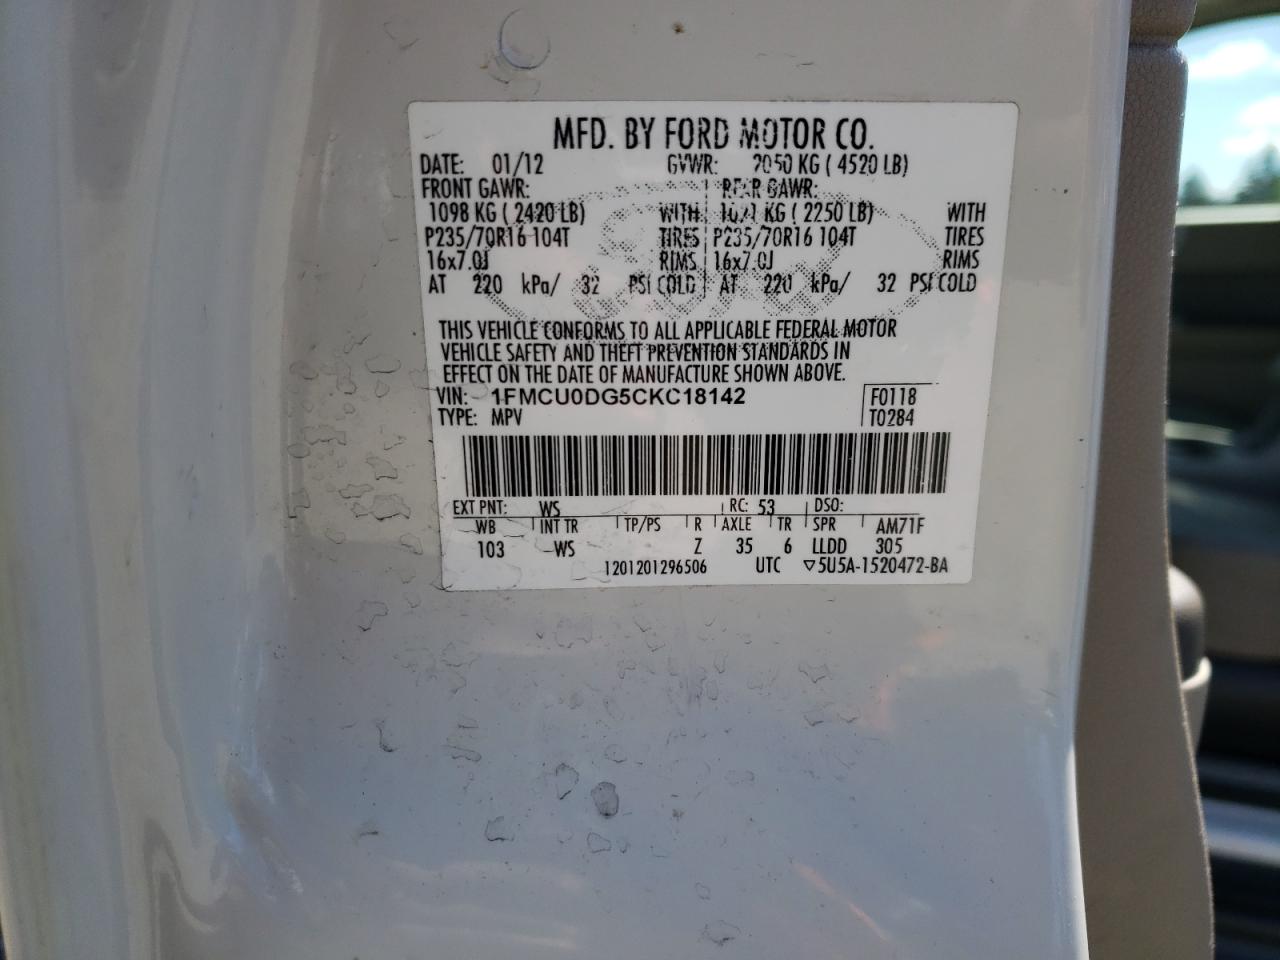 MFD. BY FORD MOTOR CO.
DATE: 01/12 GVWR: 2050 KG ( 4520 LB)
FRONT GAWR: REAR GAWR:
1098 KG ( 2420 LB) WITH 1021 KG ( 2250 LB) WITH
P235/70R16 104T TIRES P235/70R16 104T TIRES
16x7.0J RIMS 16x7.0J RIMS
AT 220 kPa/ 32 PSI COLD AT 220 kPa/ 32 PSI COLD
THIS VEHICLE CONFORMS TO ALL APPLICABLE FEDERAL MOTOR
VEHICLE SAFETY AND THEFT PREVENTION STANDARDS IN
EFFECT ON THE DATE OF MANUFACTURE SHOWN ABOVE.
VIN: 1FMCU0DG5CKC18142 F0118
TYPE: MPV T0284
EXT PNT: WS RC: 53 DSO:
WB INT TR TP/PS R AXLE TR SPR AM71F
103 WS Z 35 6 LLDD 305
1201201296506 UTC ▽5U5A-1520472-BA